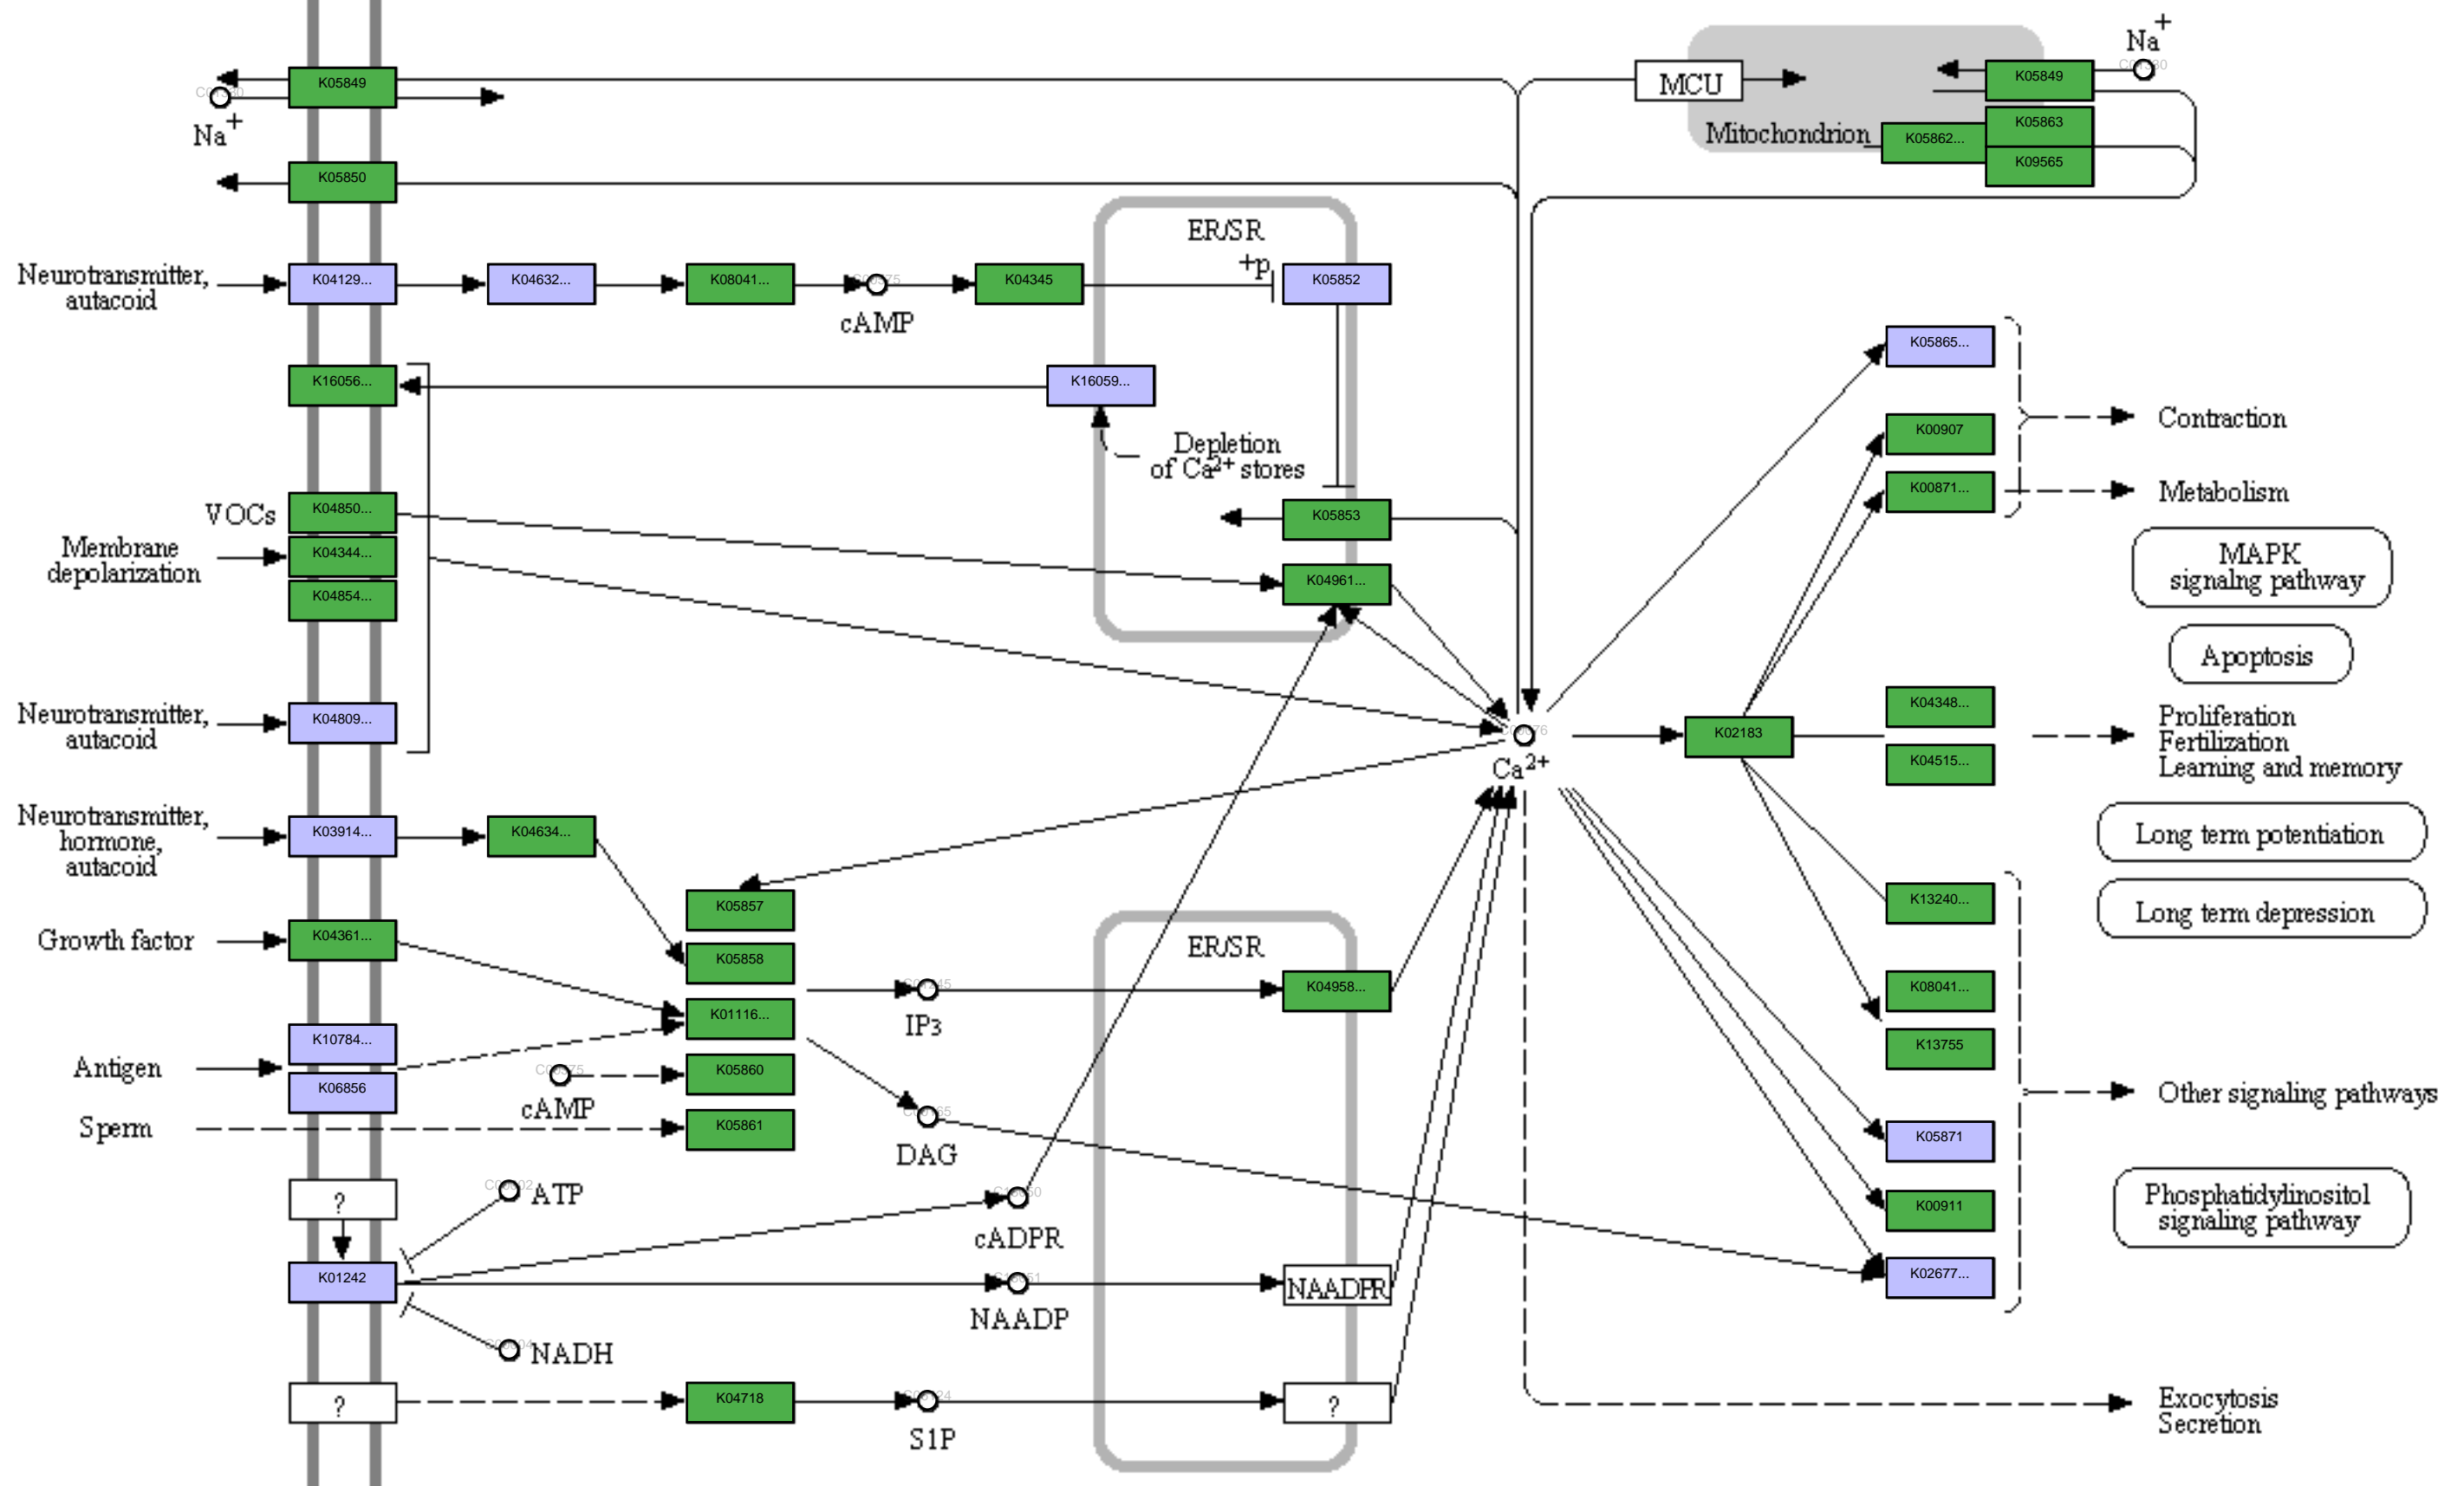 Na+
K05849
MCU
K05849
Na+
Mitochondrion
K05862...
K05863
K09565
K05850
ER/SR
Neurotransmitter,
autacoid
K04129...
K04632...
K08041...
cAMP
K04345
+p
K05852
K16056...
K16059...
Depletion
of Ca2+ stores
K05865...
K00907
Contraction
K00871...
Metabolism
VOCs
K04850...
Membrane
depolarization
K04344...
K04854...
K05853
K04961...
MAPK
signalng pathway
Apoptosis
Neurotransmitter,
autacoid
K04809...
Ca2+
K02183
K04348...
K04515...
Proliferation
Fertilization
Learning and memory
Neurotransmitter,
hormone,
autacoid
K03914...
K04634...
Long term potentiation
K05857
K13240...
Long term depression
Growth factor
K04361...
K05858
ER/SR
IP3
K04958...
K08041...
K01116...
K13755
Antigen
K10784...
K06856
cAMP
K05860
Other signaling pathways
Sperm
K05861
DAG
K05871
?
ATP
cADPR
K00911
Phosphatidylinositol
signaling pathway
K01242
NAADP
NAADPR
K02677...
NADH
?
K04718
S1P
?
Exocytosis
Secretion